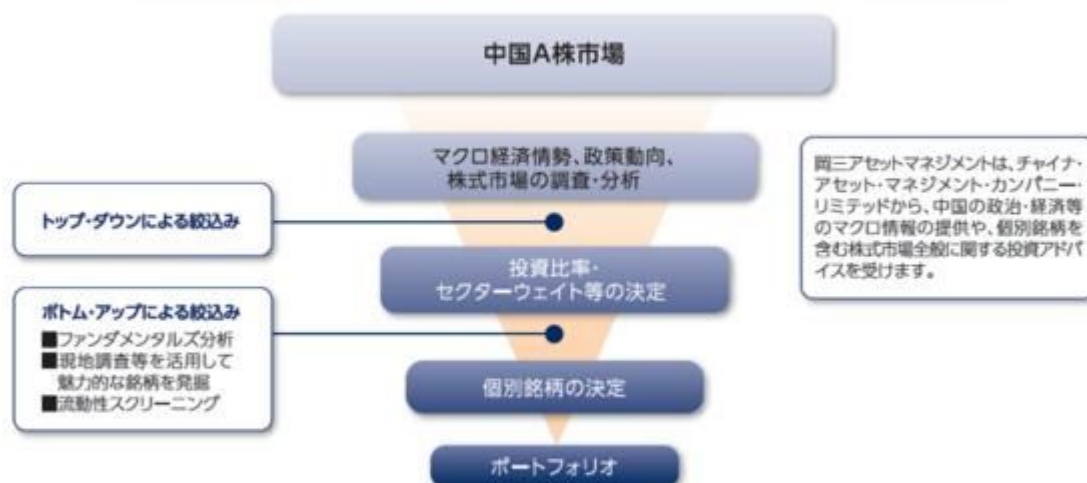 中国A株市場
マクロ経済情勢、政策動向、
株式市場の調査・分析
トップ・ダウンによる絞込み
投資比率・
セクターウェイト等の決定
ボトム・アップによる絞込み
■ファンダメンタルズ分析
■現地調査等を活用して
魅力的な銘柄を発掘
■流動性スクリーニング
個別銘柄の決定
ポートフォリオ
岡三アセットマネジメントは、チャイナ・
アセット・マネジメント・カンパニー・
リミテッドから、中国の政治・経済等
のマクロ情報の提供や、個別銘柄を
含む株式市場全般に関する投資アドバ
イスを受けます。